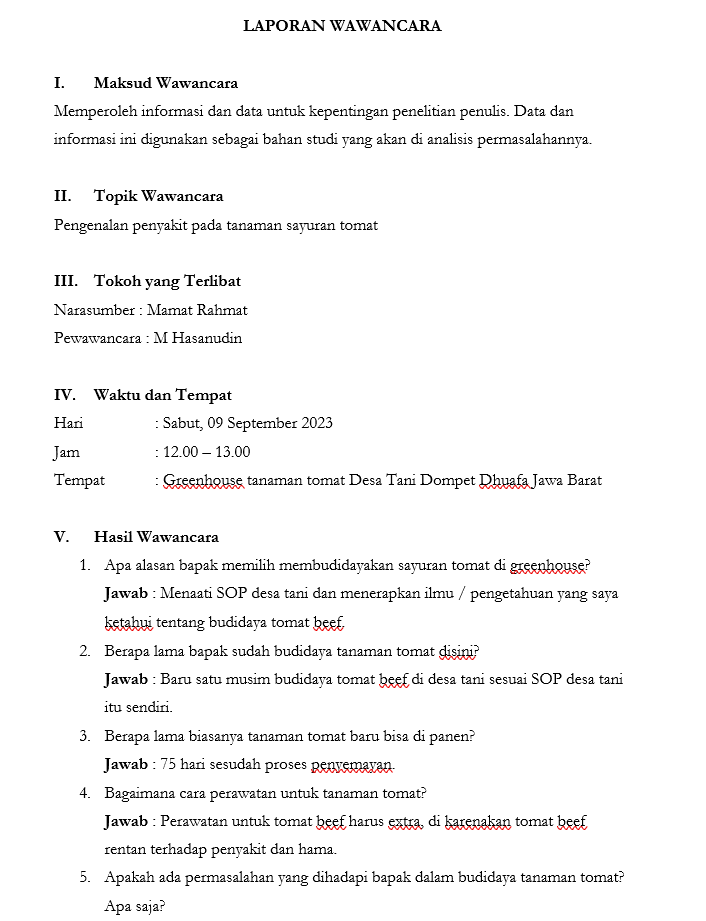 LAPORAN WAWANCARA
I. Maksud Wawancara
Memperoleh informasi dan data untuk kepentingan penelitian penulis. Data dan
informasi ini digunakan sebagai bahan studi yang akan di analisis permasalahannya.
II. Topik Wawancara
Pengenalan penyakit pada tanaman sayuran tomat
III. Tokoh yang Terlibat
Narasumber : Mamat Rahmat
Pewawancara : M Hasanudin
IV. Waktu dan Tempat
Hari : Sabut, 09 September 2023
Jam : 12.00 – 13.00
Tempat : Greenhouse tanaman tomat Desa Tani Dompet Dhuafa Jawa Barat
V. Hasil Wawancara
1. Apa alasan bapak memilih membudidayakan sayuran tomat di greenhouse?
Jawab : Menaati SOP desa tani dan menerapkan ilmu / pengetahuan yang saya
ketahui tentang budidaya tomat beef.
2. Berapa lama bapak sudah budidaya tanaman tomat disini?
Jawab : Baru satu musim budidaya tomat beef di desa tani sesuai SOP desa tani
itu sendiri.
3. Berapa lama biasanya tanaman tomat baru bisa di panen?
Jawab : 75 hari sesudah proses penyemayan.
4. Bagaimana cara perawatan untuk tanaman tomat?
Jawab : Perawatan untuk tomat beef harus extra, di karenakan tomat beef
rentan terhadap penyakit dan hama.
5. Apakah ada permasalahan yang dihadapi bapak dalam budidaya tanaman tomat?
Apa saja?